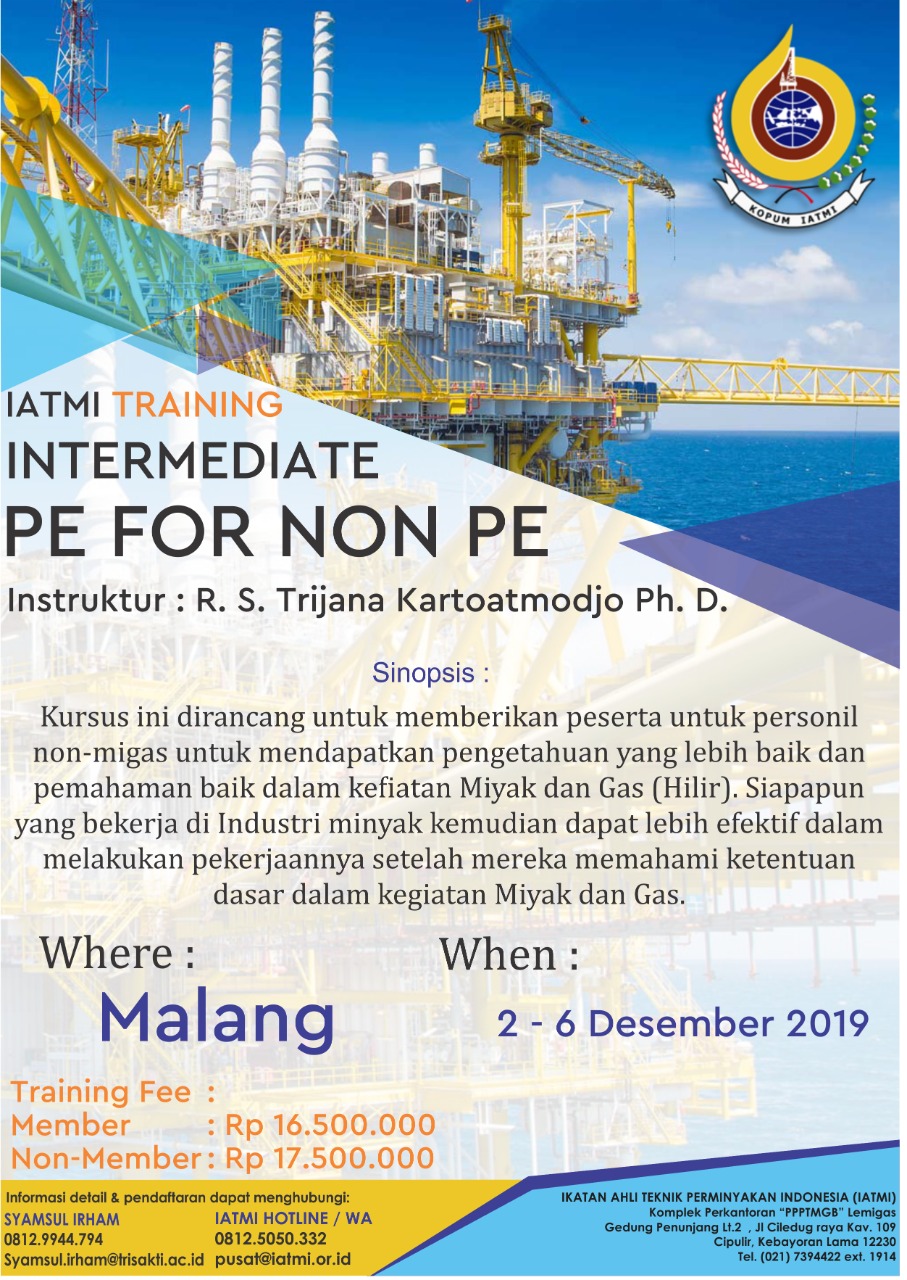 KOPUM IATMI
IATMI TRAINING
INTERMEDIATE
PE FOR NON PE
Instruktur : R. S. Trijana Kartoatmodjo Ph. D.
Sinopsis :
Kursus ini dirancang untuk memberikan peserta untuk personil
non-migas untuk mendapatkan pengetahuan yang lebih baik dan
pemahaman baik dalam kefiatan Miyak dan Gas (Hilir). Siapapun
yang bekerja di Industri minyak kemudian dapat lebih efektif dalam
melakukan pekerjaannya setelah mereka memahami ketentuan
dasar dalam kegiatan Miyak dan Gas.
Where :
Malang
When :
2 - 6 Desember 2019
Training Fee :
Member : Rp 16.500.000
Non-Member : Rp 17.500.000
Informasi detail & pendaftaran dapat menghubungi:
SYAMSUL IRHAM
0812.9944.794
Syamsul.irham@trisakti.ac.id
IATMI HOTLINE / WA
0812.5050.332
pusat@iatmi.or.id
IKATAN AHLI TEKNIK PERMINYAKAN INDONESIA (IATMI)
Komplek Perkantoran “PPPTMGB” Lemigas
Gedung Penunjang Lt.2 , Jl Ciledug raya Kav. 109
Cipulir, Kebayoran Lama 12230
Tel. (021) 7394422 ext. 1914